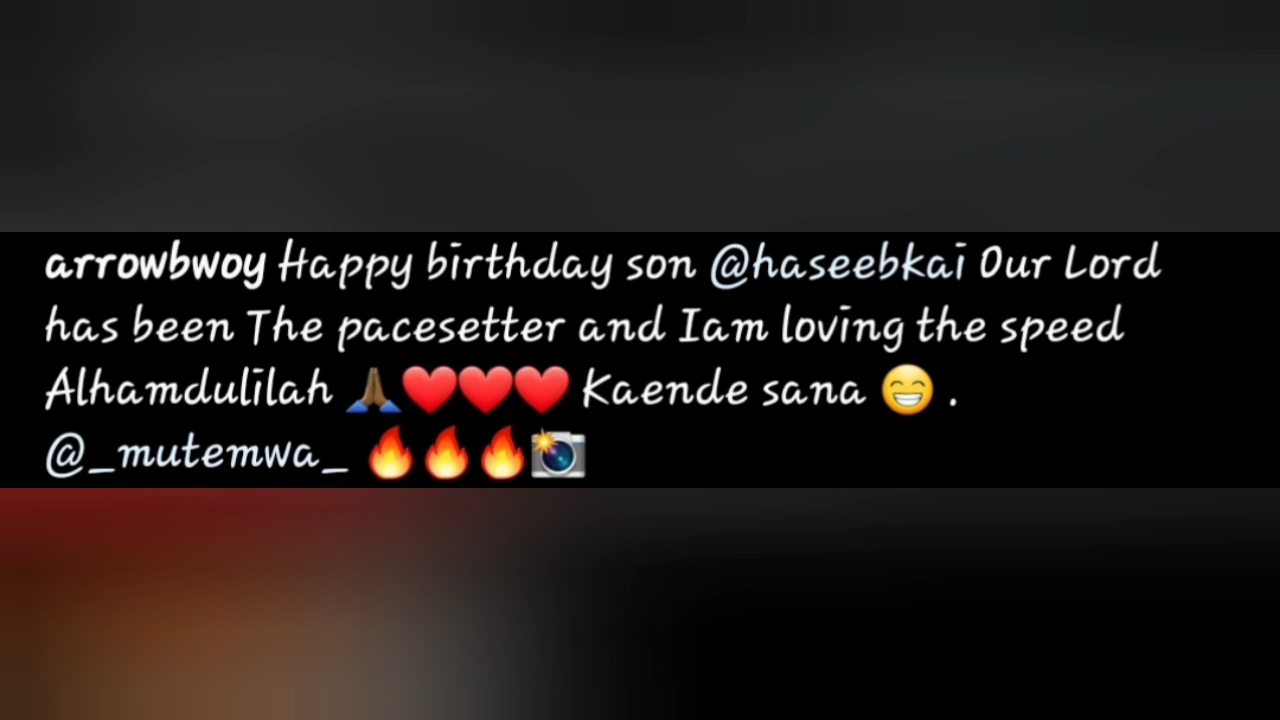 arrowbwoy Happy birthday son @haseebkai Our Lord
has been The pacesetter and Iam loving the speed
Alhamdulilah 🙏🏾❤️❤️❤️ Kaende sana 😁 .
@_mutemwa_ 🔥🔥🔥📸